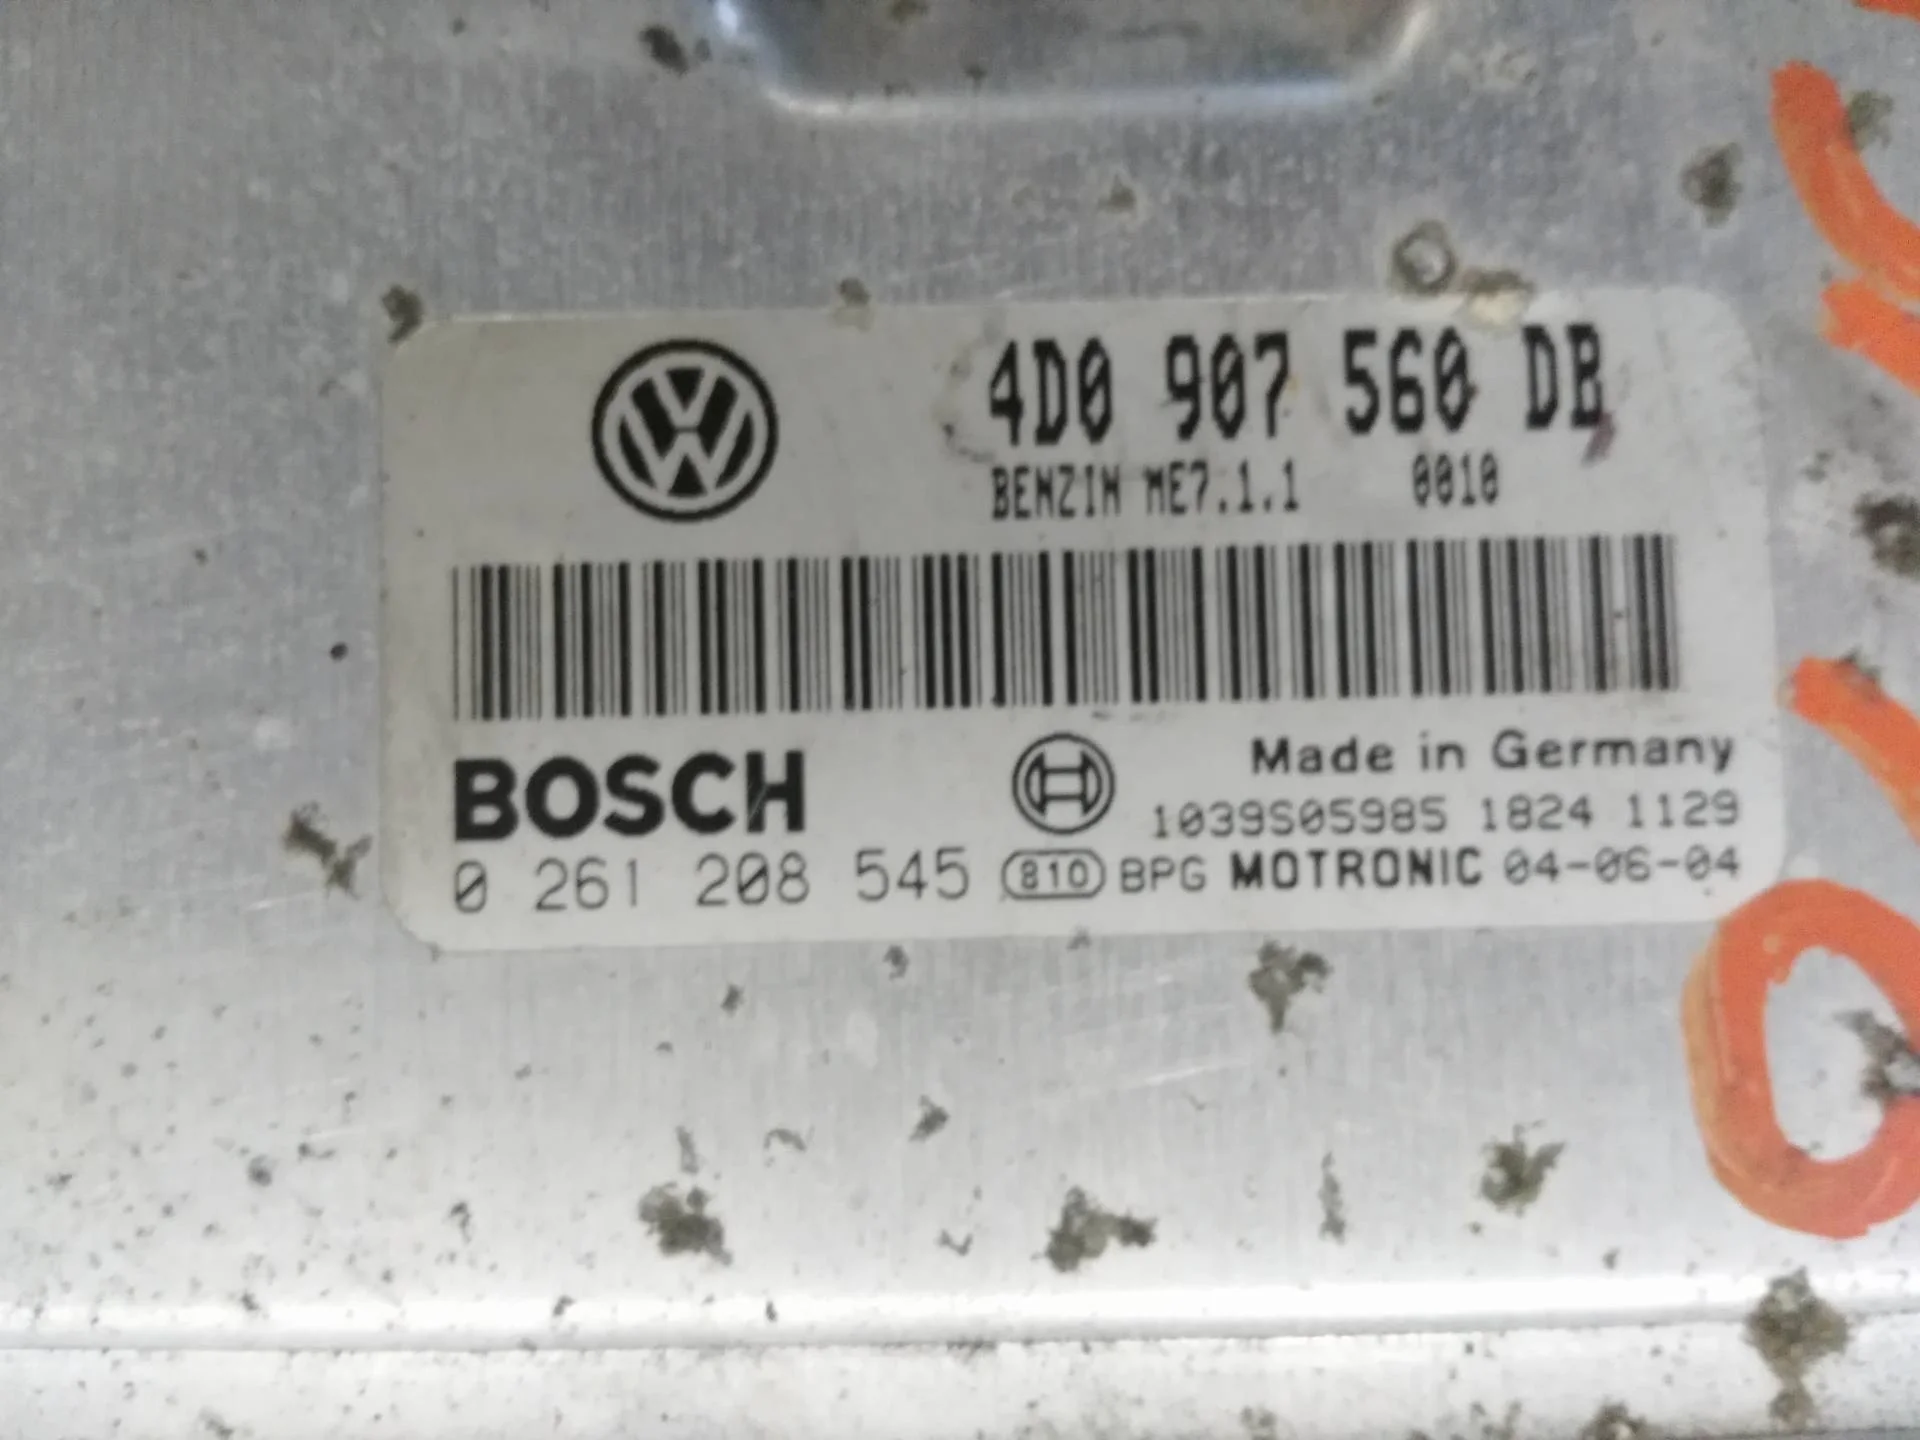 4D0 907 560 DB
BENZIN ME7.1.1 0010
BOSCH
Made in Germany
1039S05985 1824 1129
0 261 208 545 810 BPG MOTRONIC 04-06-04